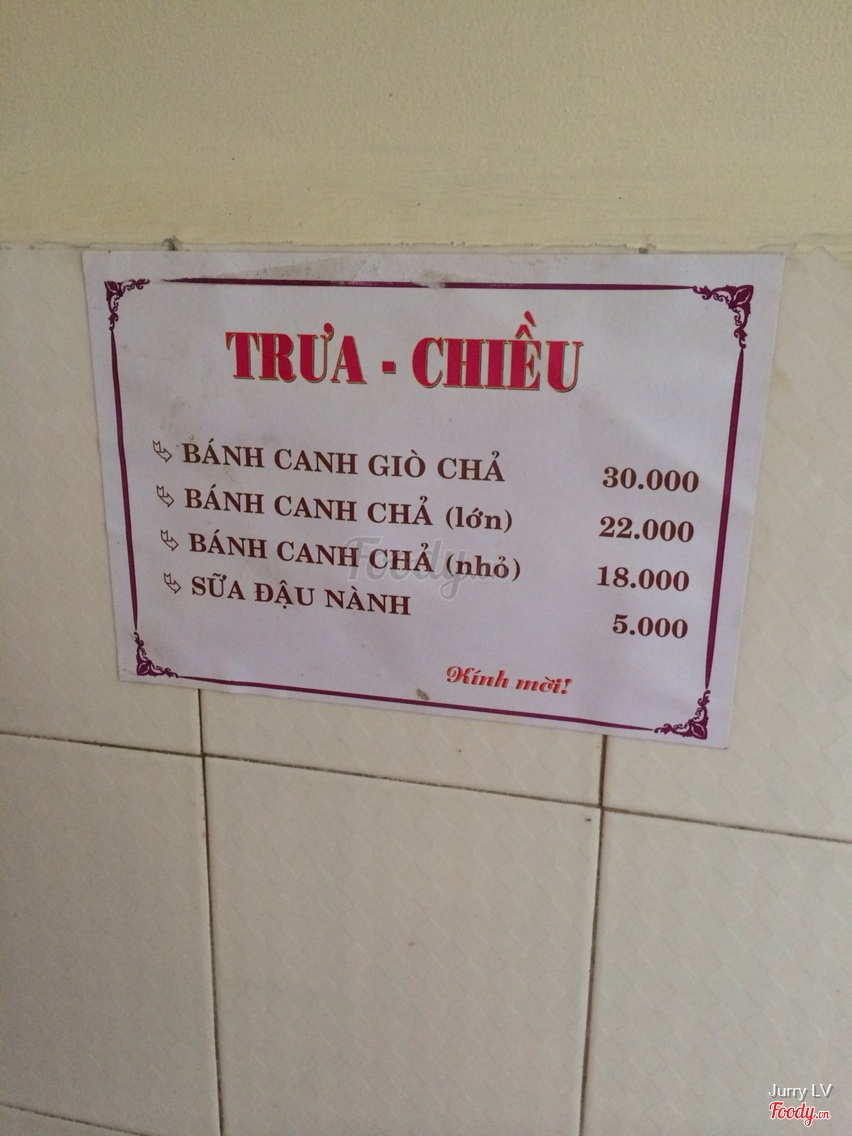 TRƯA - CHIỀU
BÁNH CANH GIÒ CHẢ 30.000
BÁNH CANH CHẢ (lớn) 22.000
BÁNH CANH CHẢ (nhỏ) 18.000
SỮA ĐẬU NÀNH 5.000
Kính mời!
Foody.vn
Jurry LV
Foody.vn